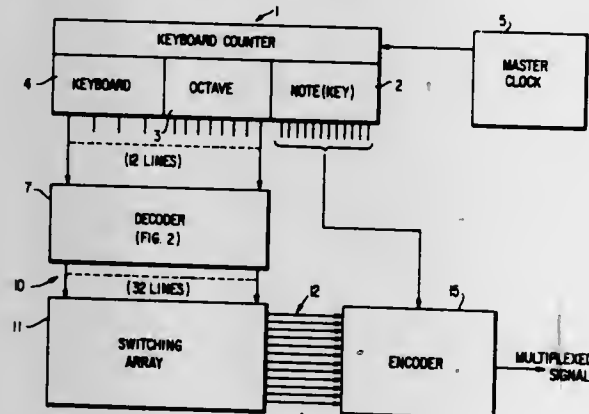 1
5
KEYBOARD COUNTER
4
KEYBOARD
OCTAVE
NOTE(KEY)
2
MASTER
CLOCK
3
(12 LINES)
7
DECODER
(FIG. 2)
10
(32 LINES)
12
15
11
SWITCHING
ARRAY
ENCODER
MULTIPLEXED
SIGNAL